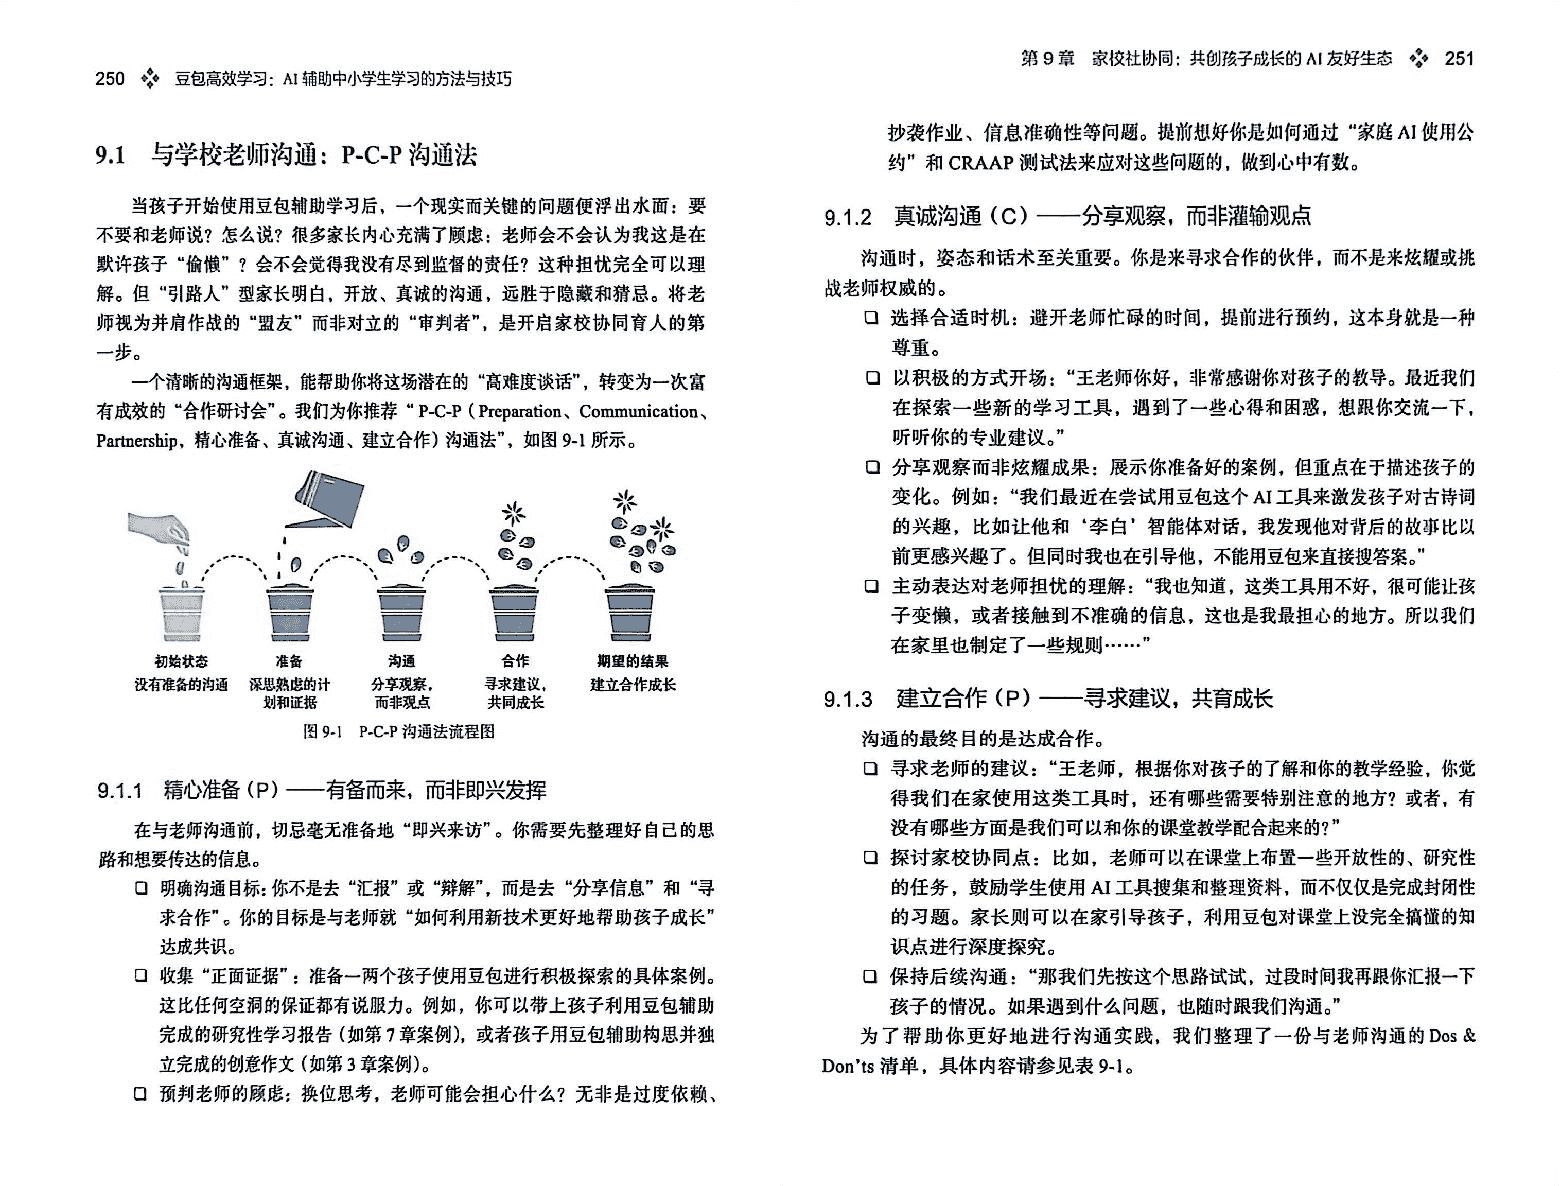 250 豆包高效学习：AI 辅助中小学生学习的方法与技巧
9.1 与学校老师沟通：P-C-P 沟通法
当孩子开始使用豆包辅助学习后，一个现实而关键的问题便浮出水面：要
不要和老师说？怎么说？很多家长内心充满了顾虑：老师会不会认为我这是在
默许孩子“偷懒”？会不会觉得我没有尽到监督的责任？这种担忧完全可以理
解。但“引路人”型家长明白，开放、真诚的沟通，远胜于隐藏和猜忌。将老
师视为并肩作战的“盟友”而非对立的“审判者”，是开启家校协同育人的第
一步。
一个清晰的沟通框架，能帮助你将这场潜在的“高难度谈话”，转变为一次富
有成效的“合作研讨会”。我们为你推荐“P-C-P（Preparation、Communication、
Partnership，精心准备、真诚沟通、建立合作）沟通法”，如图 9-1 所示。
初始状态 准备 沟通 合作 期望的结果
没有准备的沟通 深思熟虑的计 分享观察， 寻求建议， 建立合作成长
划和证据 而非观点 共同成长
图 9-1 P-C-P 沟通法流程图
9.1.1 精心准备（P）——有备而来，而非即兴发挥
在与老师沟通前，切忌毫无准备地“即兴来访”。你需要先整理好自己的思
路和想要传达的信息。
❑ 明确沟通目标：你不是去“汇报”或“辩解”，而是去“分享信息”和“寻
求合作”。你的目标是与老师就“如何利用新技术更好地帮助孩子成长”
达成共识。
❑ 收集“正面证据”：准备一两个孩子使用豆包进行积极探索的具体案例。
这比任何空洞的保证都有说服力。例如，你可以带上孩子利用豆包辅助
完成的研究性学习报告（如第 7 章案例），或者孩子用豆包辅助构思并独
立完成的创意作文（如第 3 章案例）。
❑ 预判老师的顾虑：换位思考，老师可能会担心什么？无非是过度依赖、
第 9 章 家校社协同：共创孩子成长的 AI 友好生态 251
抄袭作业、信息准确性等问题。提前想好你是如何通过“家庭 AI 使用公
约”和 CRAAP 测试法来应对这些问题的，做到心中有数。
9.1.2 真诚沟通（C）——分享观察，而非灌输观点
沟通时，姿态和话术至关重要。你是来寻求合作的伙伴，而不是来炫耀或挑
战老师权威的。
❑ 选择合适时机：避开老师忙碌的时间，提前进行预约，这本身就是一种
尊重。
❑ 以积极的方式开场：“王老师你好，非常感谢你对孩子的教导。最近我们
在探索一些新的学习工具，遇到了一些心得和困惑，想跟你交流一下，
听听你的专业建议。”
❑ 分享观察而非炫耀成果：展示你准备好的案例，但重点在于描述孩子的
变化。例如：“我们最近在尝试用豆包这个 AI 工具来激发孩子对古诗词
的兴趣，比如让他和‘李白’智能体对话，我发现他对背后的故事比以
前更感兴趣了。但同时我也在引导他，不能用豆包来直接搜答案。”
❑ 主动表达对老师担忧的理解：“我也知道，这类工具用不好，很可能让孩
子变懒，或者接触到不准确的信息，这也是我最担心的地方。所以我们
在家里也制定了一些规则……”
9.1.3 建立合作（P）——寻求建议，共育成长
沟通的最终目的是达成合作。
❑ 寻求老师的建议：“王老师，根据你对孩子的了解和你的教学经验，你觉
得我们在家使用这类工具时，还有哪些需要特别注意的地方？或者，有
没有哪些方面是我们可以和你的课堂教学配合起来的？”
❑ 探讨家校协同点：比如，老师可以在课堂上布置一些开放性的、研究性
的任务，鼓励学生使用 AI 工具搜集和整理资料，而不仅仅是完成封闭性
的习题。家长则可以在家引导孩子，利用豆包对课堂上没完全搞懂的知
识点进行深度探究。
❑ 保持后续沟通：“那我们先按这个思路试试，过段时间我再跟你汇报一下
孩子的情况。如果遇到什么问题，也随时跟我们沟通。”
为了帮助你更好地进行沟通实践，我们整理了一份与老师沟通的 Dos &
Don'ts 清单，具体内容请参见表 9-1。